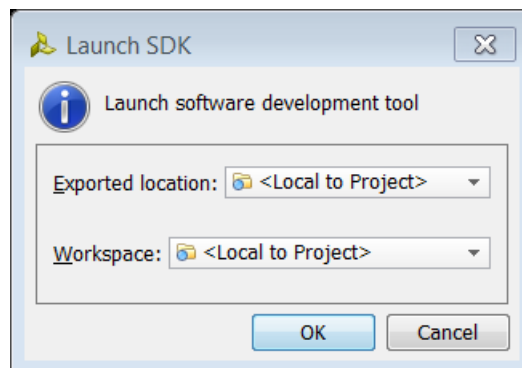 Launch SDK
Launch software development tool
Exported location: <Local to Project>
Workspace: <Local to Project>
OK Cancel